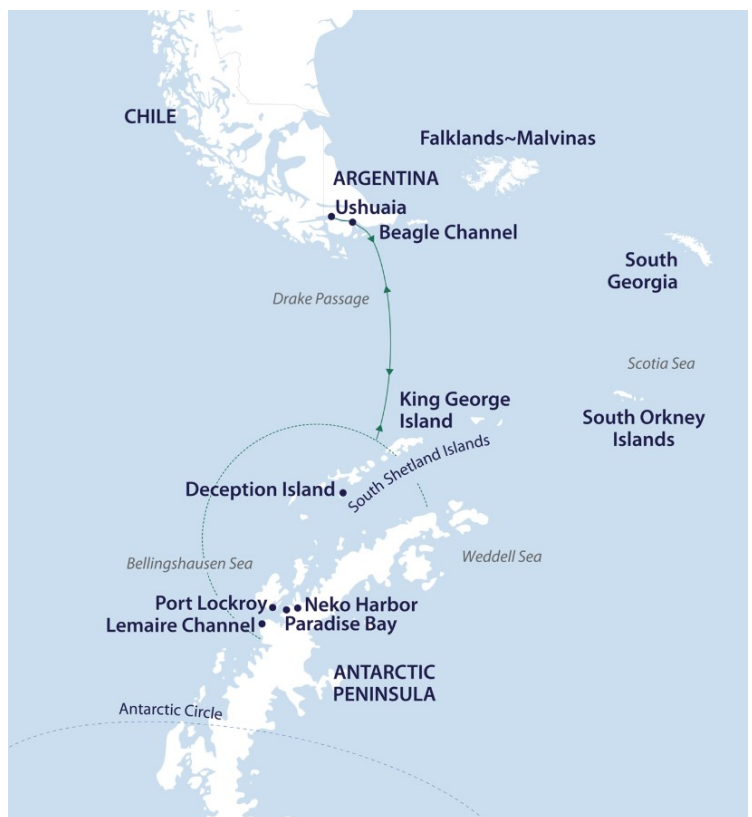 CHILE
Falklands~Malvinas
ARGENTINA
Ushuaia
Beagle Channel
South
Georgia
Drake Passage
Scotia Sea
King George
Island
South Orkney
Islands
South Shetland Islands
Deception Island
Weddell Sea
Bellingshausen Sea
Port Lockroy
Neko Harbor
Lemaire Channel
Paradise Bay
ANTARCTIC
PENINSULA
Antarctic Circle